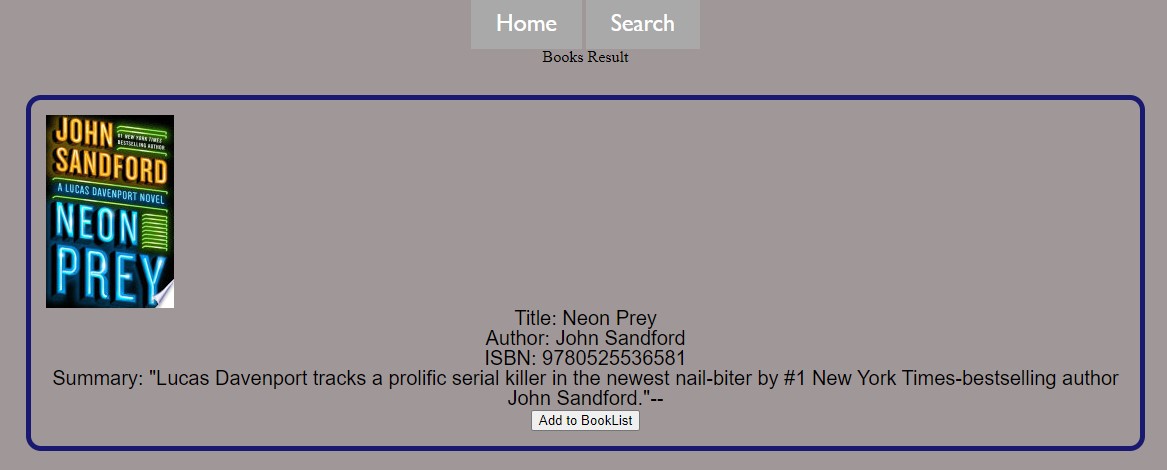 Home Search
Books Result
JOHN
#1 NEW YORK TIMES
BESTSELLING AUTHOR
SANDFORD
A LUCAS DAVENPORT NOVEL
NEON
PREY
Title: Neon Prey
Author: John Sandford
ISBN: 9780525536581
Summary: "Lucas Davenport tracks a prolific serial killer in the newest nail-biter by #1 New York Times-bestselling author
John Sandford."--
Add to BookList